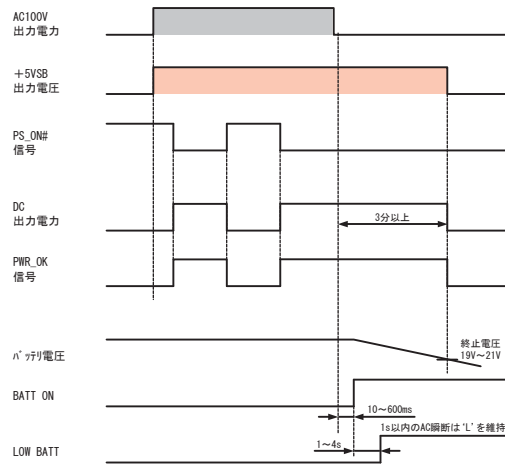 AC100V
出力電力
＋5VSB
出力電圧
PS_ON#
信号
DC
出力電力
3分以上
PWR_OK
信号
バッテリ電圧
終止電圧
19V～21V
BATT ON
10～600ms
1s以内のAC瞬断は‘L’を維持
1～4s
LOW BATT